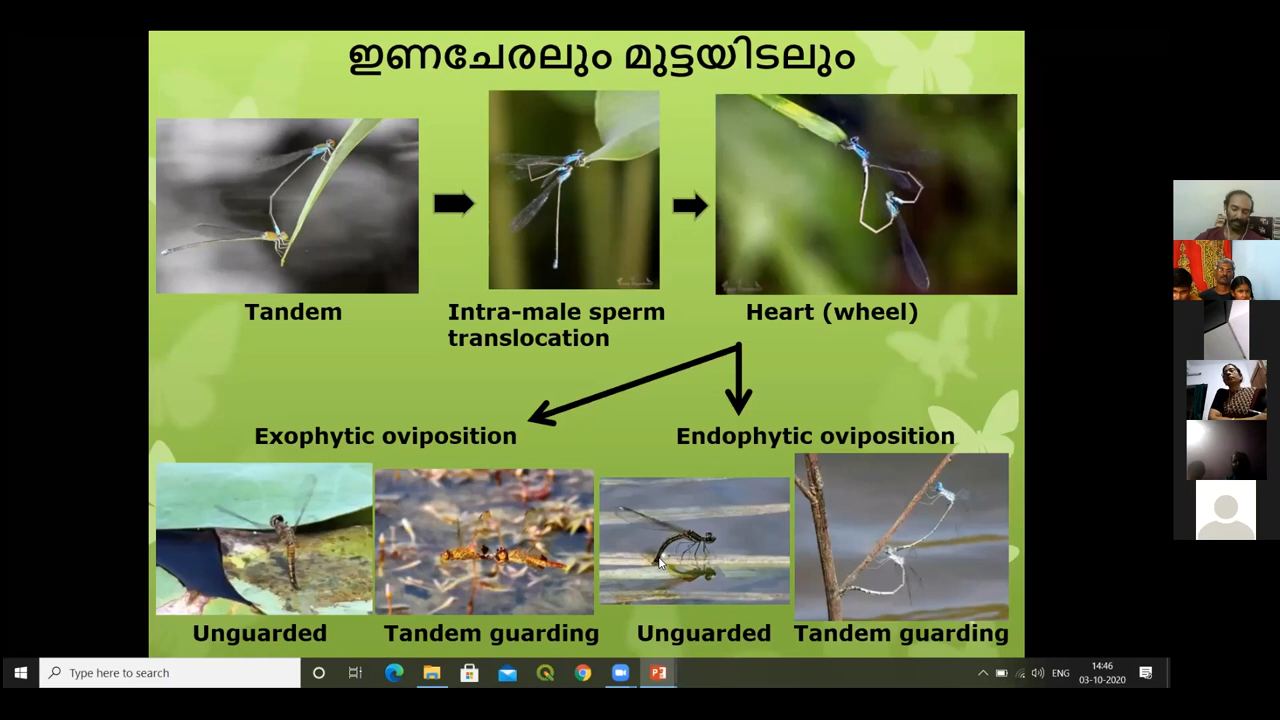 ഇണചേരലും മുട്ടയിടലും
Tandem
Intra-male sperm
translocation
Heart (wheel)
Exophytic oviposition
Endophytic oviposition
Unguarded
Tandem guarding
Unguarded
Tandem guarding
Type here to search
ENG
14:46
03-10-2020